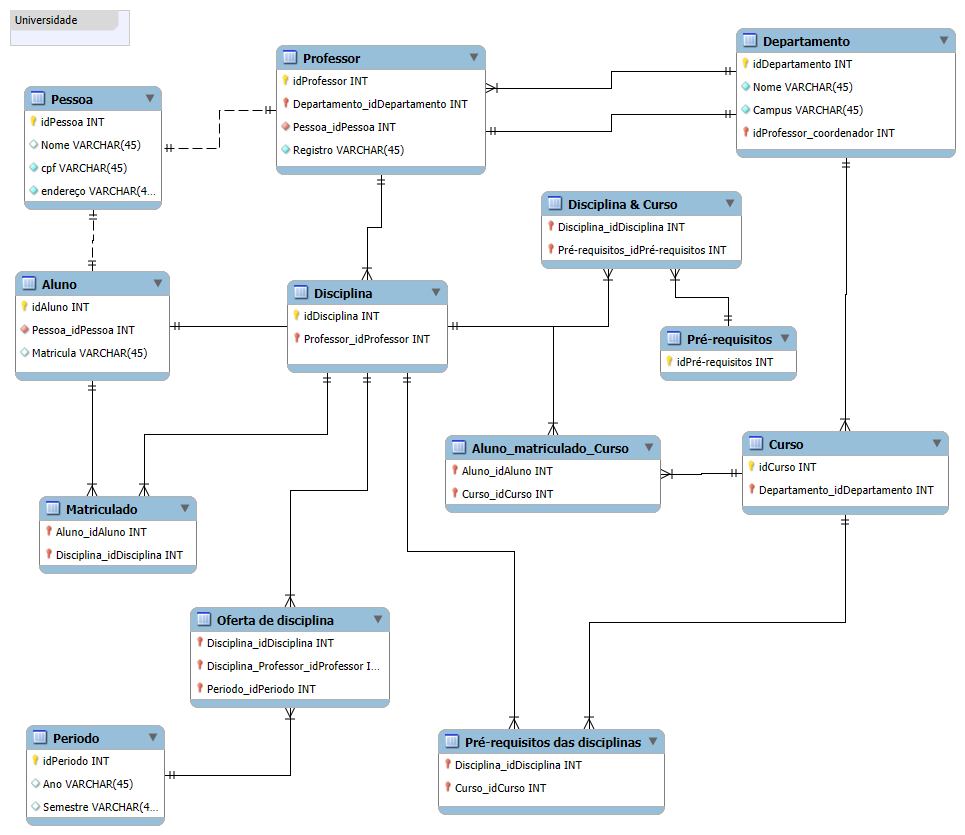 Universidade
Pessoa
idPessoa INT
Nome VARCHAR(45)
cpf VARCHAR(45)
endereço VARCHAR(4...
Professor
idProfessor INT
Departamento_idDepartamento INT
Pessoa_idPessoa INT
Registro VARCHAR(45)
Departamento
idDepartamento INT
Nome VARCHAR(45)
Campus VARCHAR(45)
idProfessor_coordenador INT
Disciplina & Curso
Disciplina_idDisciplina INT
Pré-requisitos_idPré-requisitos INT
Aluno
idAluno INT
Pessoa_idPessoa INT
Matricula VARCHAR(45)
Disciplina
idDisciplina INT
Professor_idProfessor INT
Pré-requisitos
idPré-requisitos INT
Aluno_matriculado_Curso
Aluno_idAluno INT
Curso_idCurso INT
Curso
idCurso INT
Departamento_idDepartamento INT
Matriculado
Aluno_idAluno INT
Disciplina_idDisciplina INT
Oferta de disciplina
Disciplina_idDisciplina INT
Disciplina_Professor_idProfessor I...
Periodo_idPeriodo INT
Periodo
idPeriodo INT
Ano VARCHAR(45)
Semestre VARCHAR(4...
Pré-requisitos das disciplinas
Disciplina_idDisciplina INT
Curso_idCurso INT